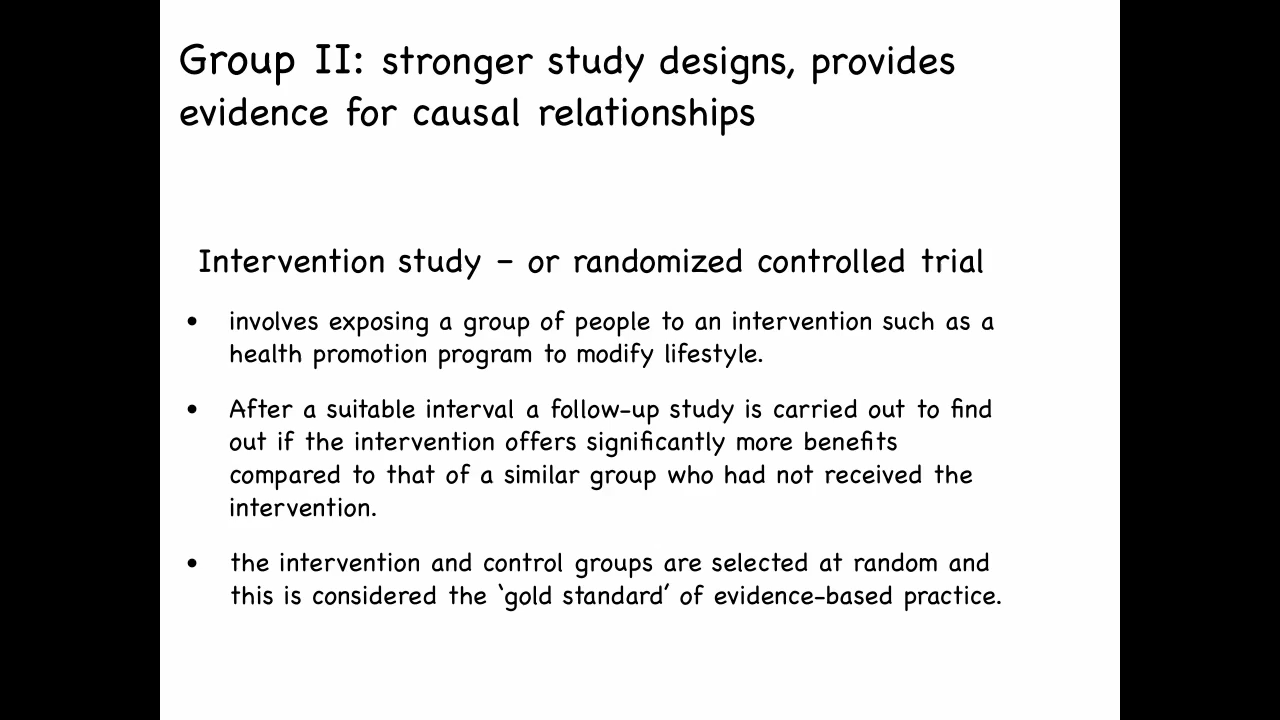 Group II: stronger study designs, provides
evidence for causal relationships
Intervention study – or randomized controlled trial
• involves exposing a group of people to an intervention such as a
health promotion program to modify lifestyle.
• After a suitable interval a follow-up study is carried out to find
out if the intervention offers significantly more benefits
compared to that of a similar group who had not received the
intervention.
• the intervention and control groups are selected at random and
this is considered the ‘gold standard’ of evidence-based practice.